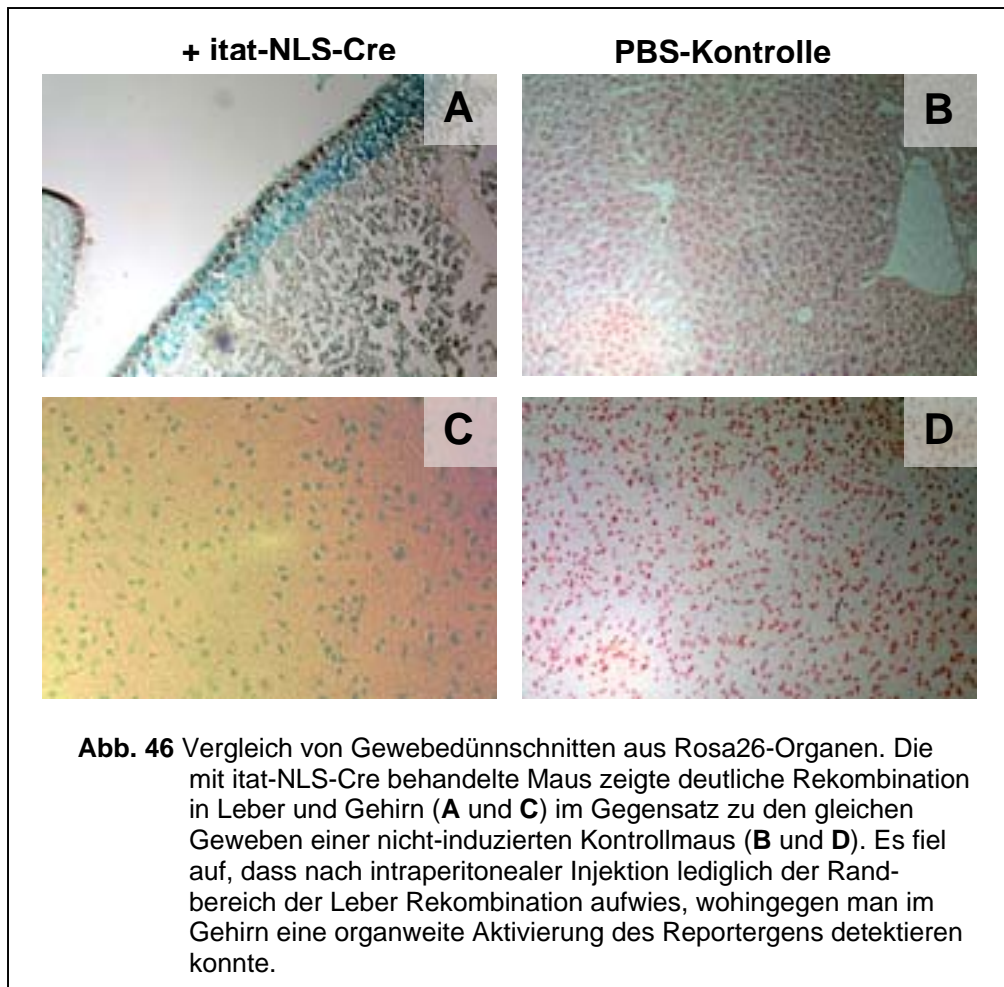 + itat-NLS-Cre PBS-Kontrolle
A B
C D
Abb. 46 Vergleich von Gewebedünnschnitten aus Rosa26-Organen. Die
mit itat-NLS-Cre behandelte Maus zeigte deutliche Rekombination
in Leber und Gehirn (A und C) im Gegensatz zu den gleichen
Geweben einer nicht-induzierten Kontrollmaus (B und D). Es fiel
auf, dass nach intraperitonealer Injektion lediglich der Rand-
bereich der Leber Rekombination aufwies, wohingegen man im
Gehirn eine organweite Aktivierung des Reportergens detektieren
konnte.